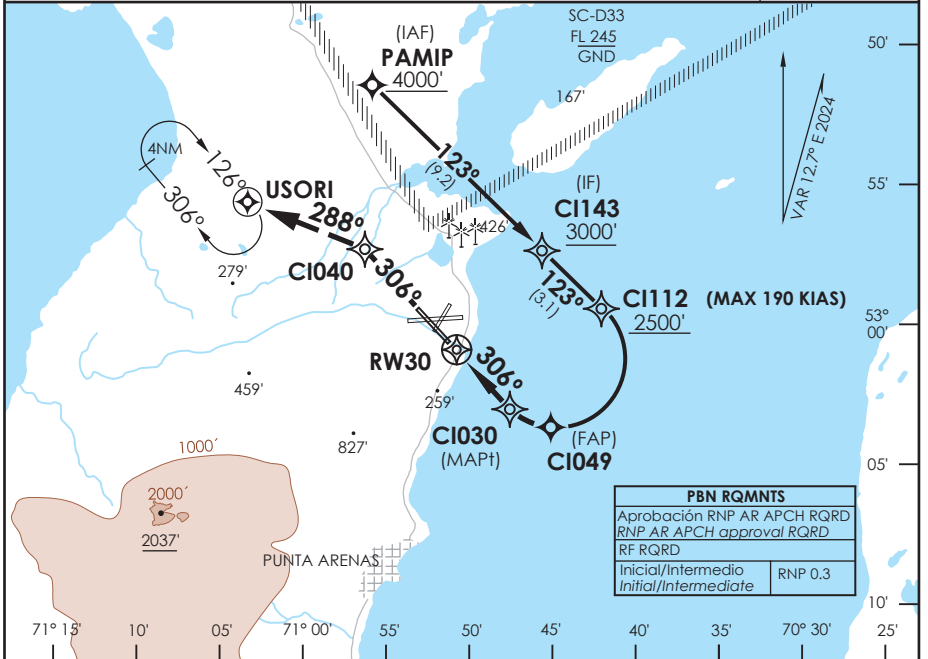 SC-D33
FL 245
GND
50'
(IAF)
PAMIP
4000'
167'
VAR 12.7° E 2024
4NM
126°
306°
USORI
288°
123°
(9.2)
55'
(IF)
CI143
3000'
426'
CI040
279'
306°
123°
(3.1)
CI112
(MAX 190 KIAS)
2500'
53°
00'
RW30
306°
459'
259'
827'
CI030
(MAPt)
(FAP)
CI049
1000´
2000´
2037'
05'
PBN RQMNTS
Aprobación RNP AR APCH RQRD
RNP AR APCH approval RQRD
RF RQRD
Inicial/Intermedio
Initial/Intermediate
RNP 0.3
PUNTA ARENAS
10'
71° 15' 10' 05' 71° 00' 55' 50' 45' 40' 35' 70° 30' 25'